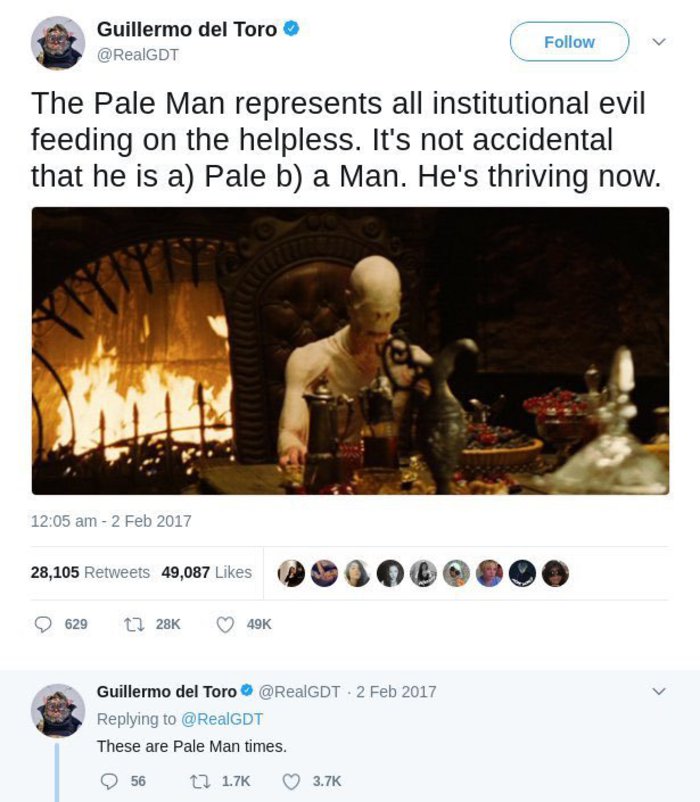 Guillermo del Toro
@RealGDT
Follow
The Pale Man represents all institutional evil
feeding on the helpless. It's not accidental
that he is a) Pale b) a Man. He's thriving now.
12:05 am - 2 Feb 2017
28,105 Retweets 49,087 Likes
629 28K 49K
Guillermo del Toro @RealGDT · 2 Feb 2017
Replying to @RealGDT
These are Pale Man times.
56 1.7K 3.7K